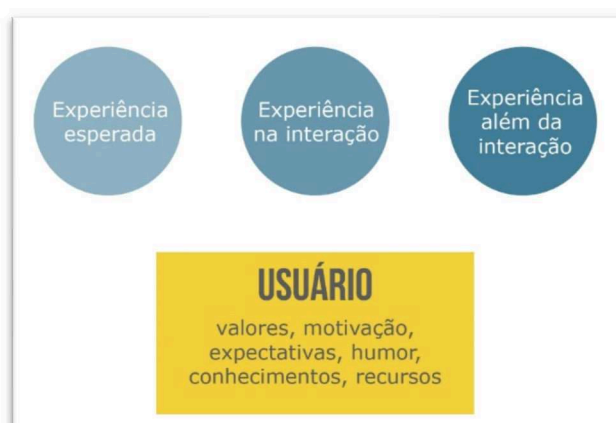 Experiência
esperada
Experiência
na interação
Experiência
além da
interação
USUÁRIO
valores, motivação,
expectativas, humor,
conhecimentos, recursos